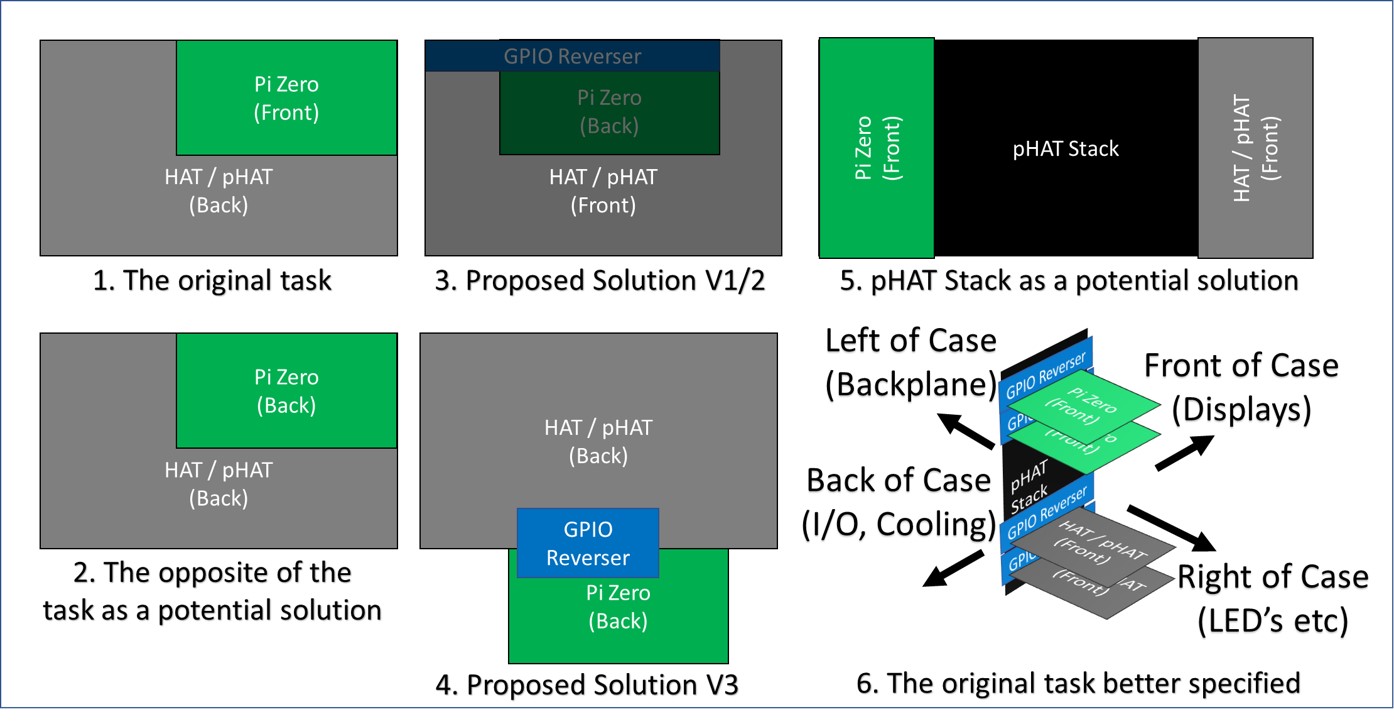 Pi Zero
(Front)
HAT / pHAT
(Back)
1. The original task
GPIO Reverser
Pi Zero
(Back)
HAT / pHAT
(Front)
3. Proposed Solution V1/2
Pi Zero
(Front)
pHAT Stack
HAT / pHAT
(Front)
5. pHAT Stack as a potential solution
Pi Zero
(Back)
HAT / pHAT
(Back)
2. The opposite of the
task as a potential solution
HAT / pHAT
(Back)
GPIO
Reverser
Pi Zero
(Back)
4. Proposed Solution V3
Left of Case
(Backplane)
Front of Case
(Displays)
Back of Case
(I/O, Cooling)
Right of Case
(LED's etc)
GPIO Reverser
Pi Zero
(Front)
(Front)
pHAT
Stack
GPIO Reverser
HAT / pHAT
(Front)
(Front)
6. The original task better specified